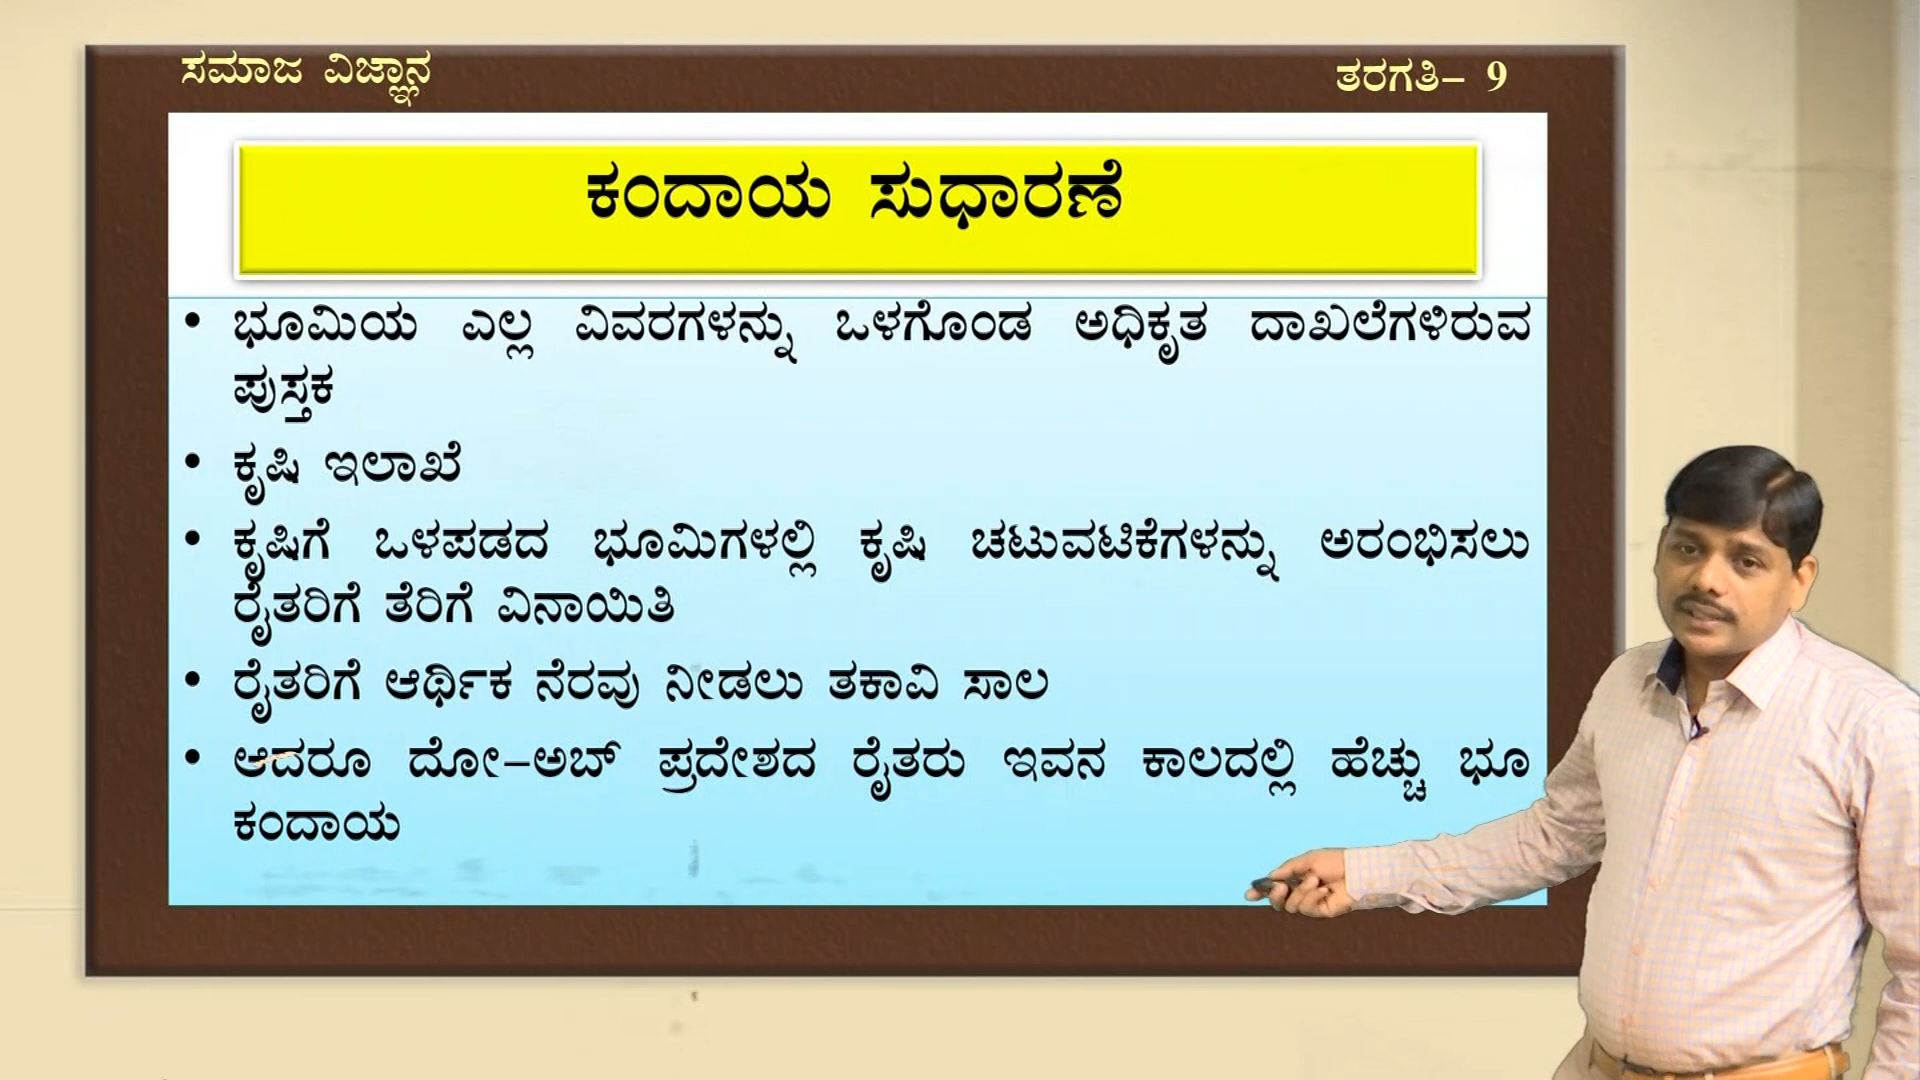 ಸಮಾಜ ವಿಜ್ಞಾನ
ತರಗತಿ– 9
ಕಂದಾಯ ಸುಧಾರಣೆ
• ಭೂಮಿಯ ಎಲ್ಲ ವಿವರಗಳನ್ನು ಒಳಗೊಂಡ ಅಧಿಕೃತ ದಾಖಲೆಗಳಿರುವ
ಪುಸ್ತಕ
• ಕೃಷಿ ಇಲಾಖೆ
• ಕೃಷಿಗೆ ಒಳಪಡದ ಭೂಮಿಗಳಲ್ಲಿ ಕೃಷಿ ಚಟುವಟಿಕೆಗಳನ್ನು ಅರಂಭಿಸಲು
ರೈತರಿಗೆ ತೆರಿಗೆ ವಿನಾಯಿತಿ
• ರೈತರಿಗೆ ಆರ್ಥಿಕ ನೆರವು ನೀಡಲು ತಕಾವಿ ಸಾಲ
• ಆದರೂ ದೋ–ಅಬ್ ಪ್ರದೇಶದ ರೈತರು ಇವನ ಕಾಲದಲ್ಲಿ ಹೆಚ್ಚು ಭೂ
ಕಂದಾಯ